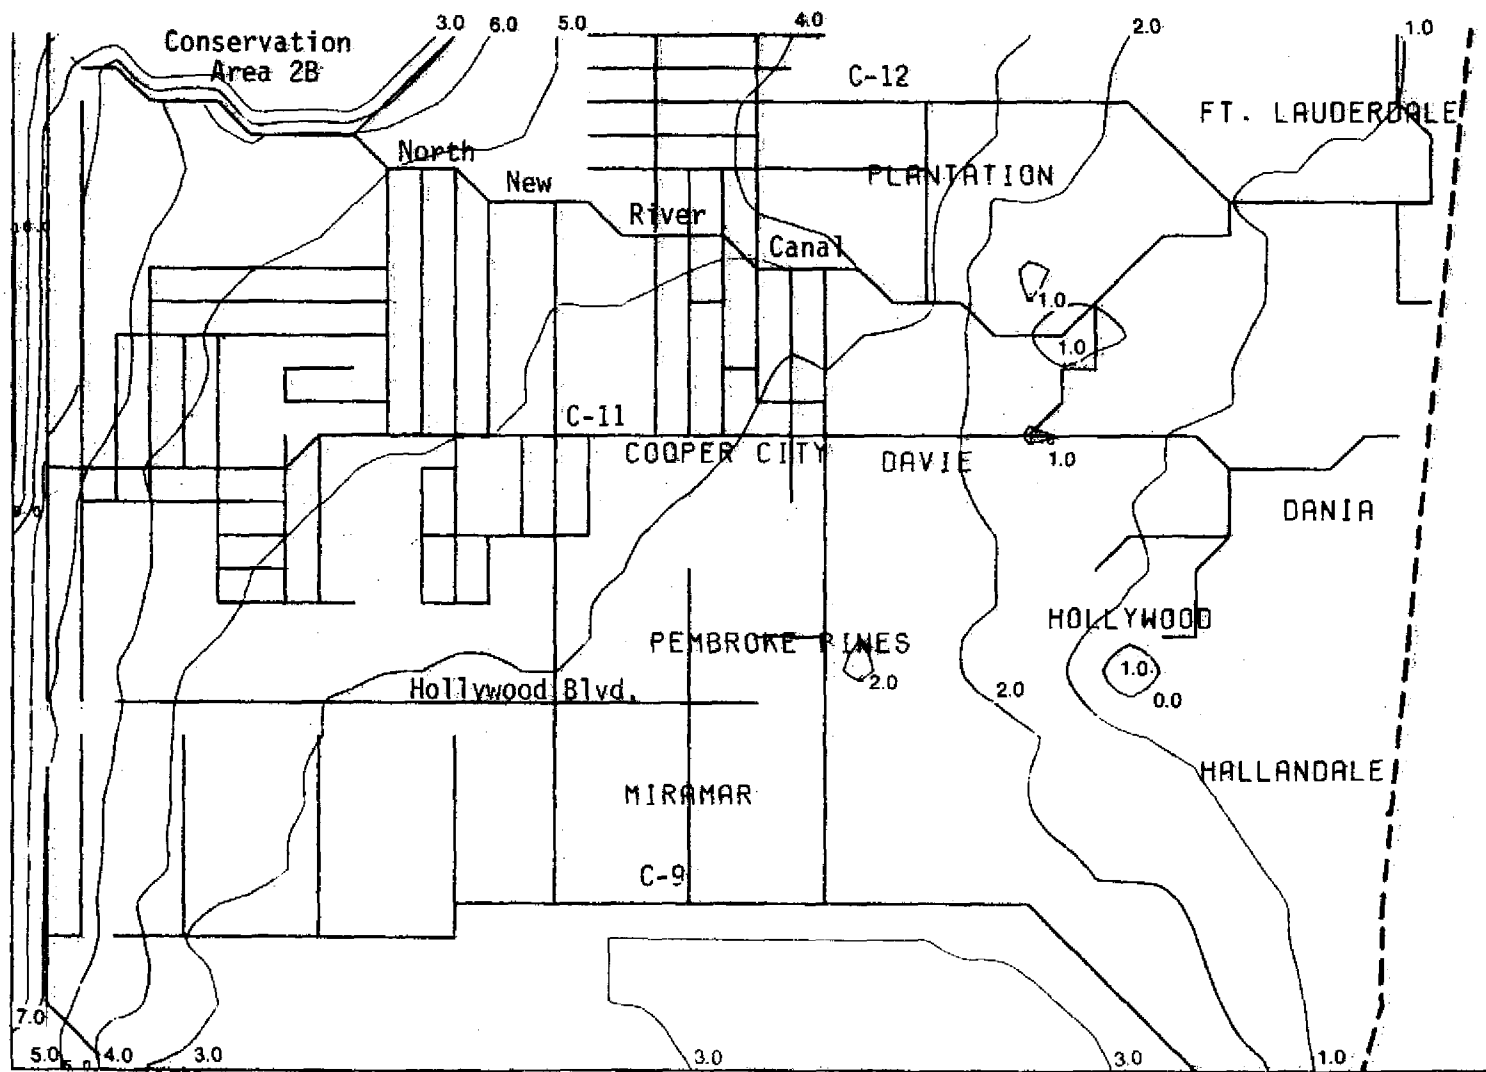 3.0
6.0
5.0
4.0
2.0
1.0
Conservation
Area 2B
C-12
FT. LAUDERDALE
North
New
PLANTATION
River
Canal
1.0
1.0
C-11
COOPER CITY
DAVIE
1.0
DANIA
HOLLYWOOD
PEMBROKE PINES
1.0
2.0
2.0
0.0
Hollywood Blvd.
HALLANDALE
MIRAMAR
C-9
7.0
5.0
4.0
3.0
3.0
3.0
1.0